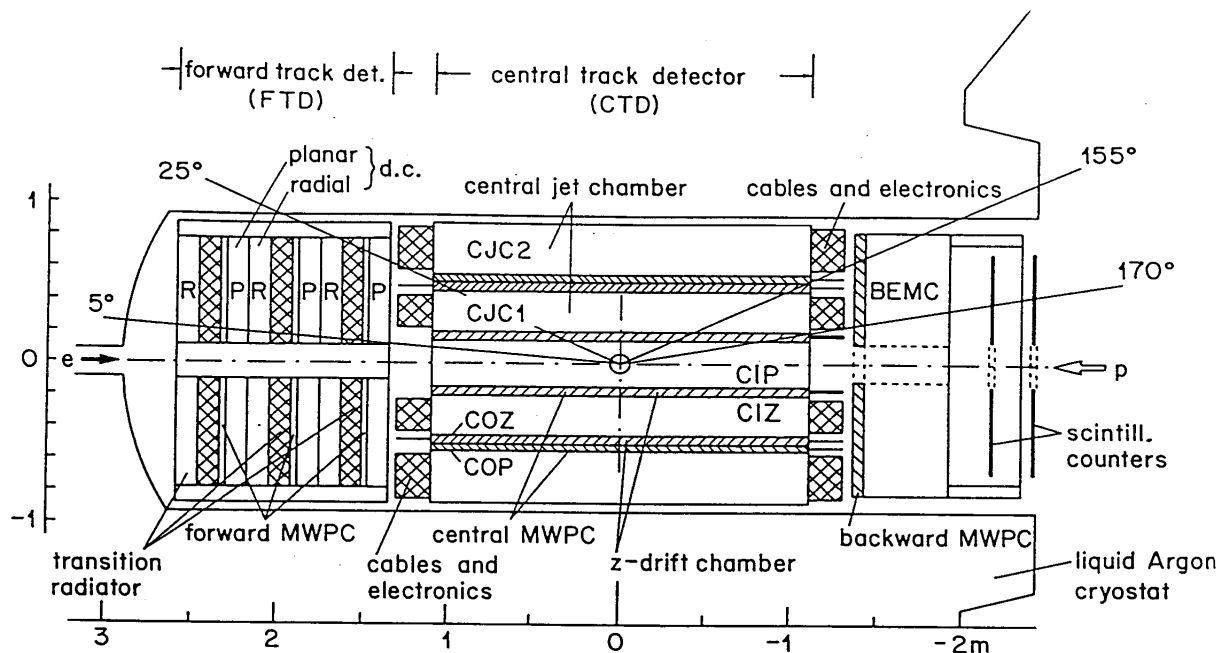 forward track det.
(FTD)
central track detector
(CTD)
planar
radial
d.c.
25°
155°
central jet chamber
cables and electronics
1
CJC2
R
P
R
P
R
P
BEMC
170°
5°
CJC1
0
e
p
CIP
CIZ
COZ
COP
scintill.
counters
-1
forward MWPC
central MWPC
backward MWPC
transition
radiator
cables and
electronics
z-drift chamber
liquid Argon
cryostat
3
2
1
0
-1
-2m